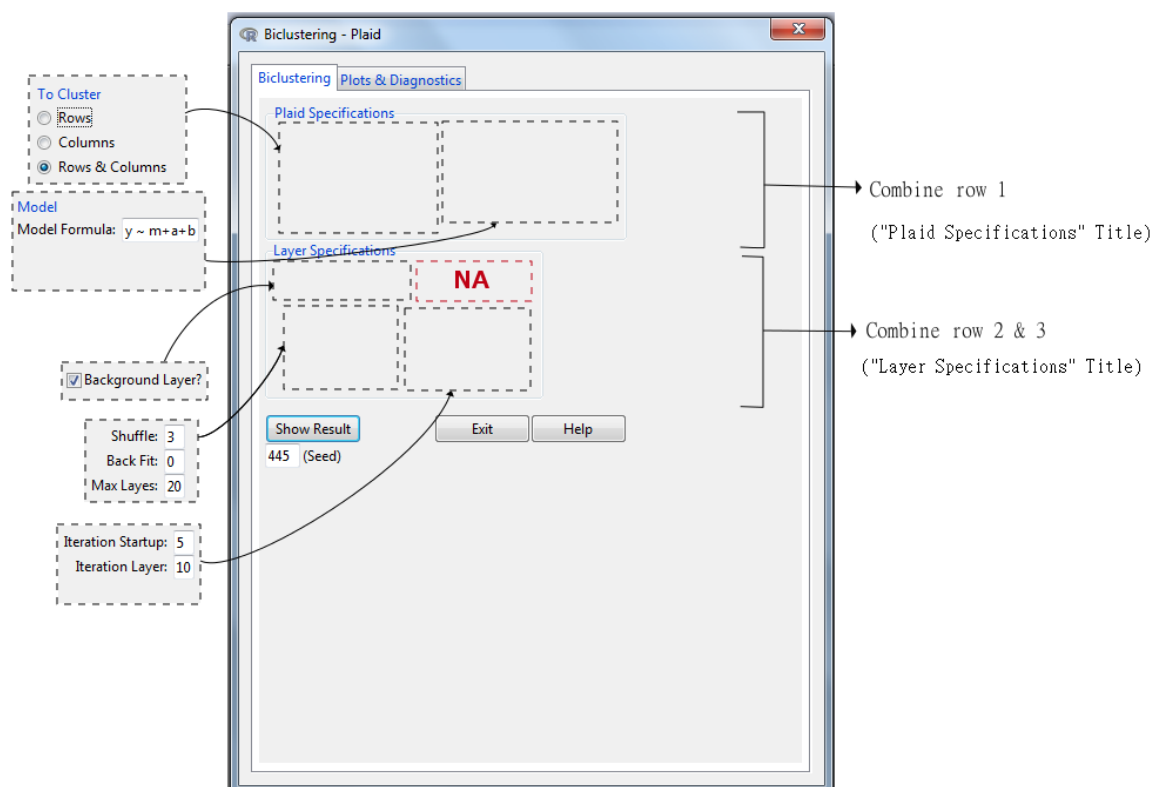 Biclustering - Plaid
Biclustering
Plots & Diagnostics
To Cluster
Rows
Columns
Rows & Columns
Model
Model Formula: y ~ m+a+b
Background Layer?
Shuffle: 3
Back Fit: 0
Max Layes: 20
Iteration Startup: 5
Iteration Layer: 10
Plaid Specifications
Layer Specifications
NA
Show Result
Exit
Help
445 (Seed)
Combine row 1
("Plaid Specifications" Title)
Combine row 2 & 3
("Layer Specifications" Title)